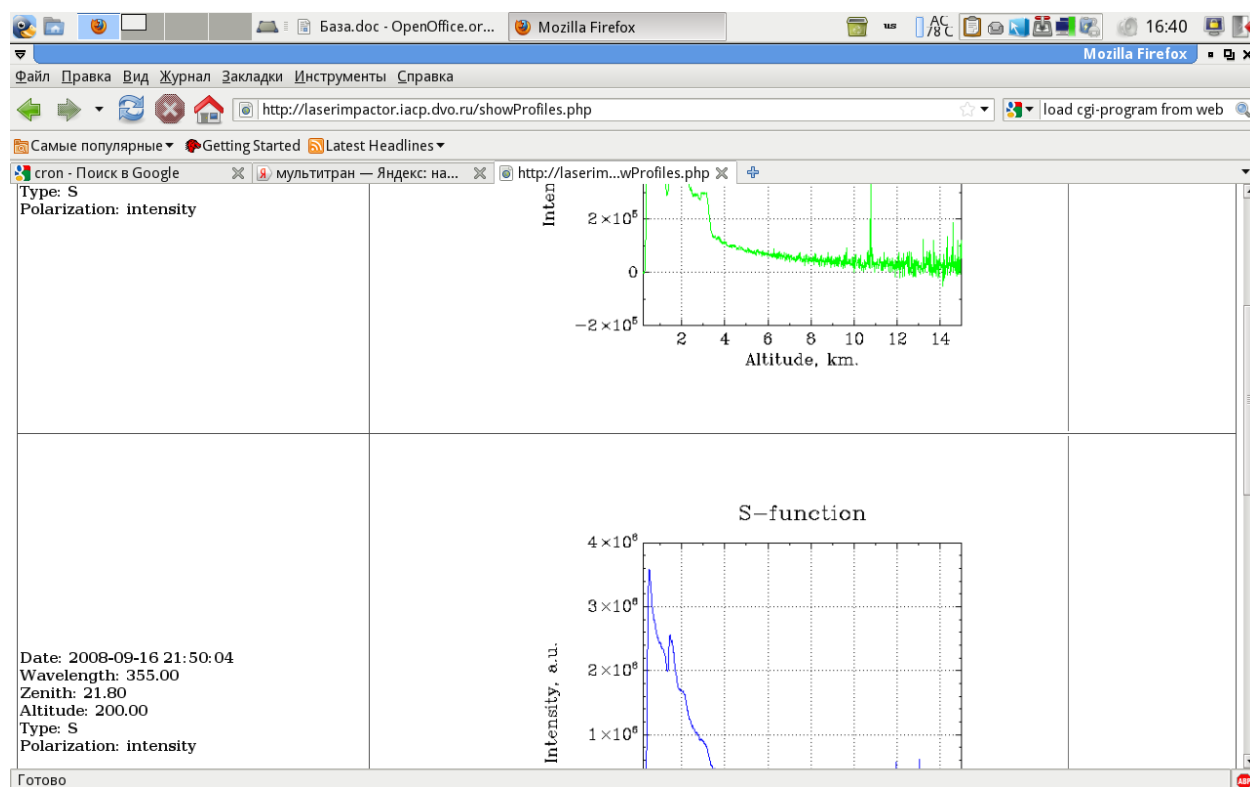 База.doc - OpenOffice.or...
Mozilla Firefox
us
16:40
Mozilla Firefox
Файл Правка Вид Журнал Закладки Инструменты Справка
http://laserimpactor.iacp.dvo.ru/showProfiles.php
load cgi-program from web
Самые популярные
Getting Started
Latest Headlines
cron - Поиск в Google
мультитран — Яндекс: на...
http://laserim...wProfiles.php
Type: S
Polarization: intensity
Inten
2×10⁵
0
−2×10⁵
2 4 6 8 10 12 14
Altitude, km.
S−function
4×10⁶
3×10⁶
2×10⁶
1×10⁶
Intensity, a.u.
Date: 2008-09-16 21:50:04
Wavelength: 355.00
Zenith: 21.80
Altitude: 200.00
Type: S
Polarization: intensity
Готово
ABP